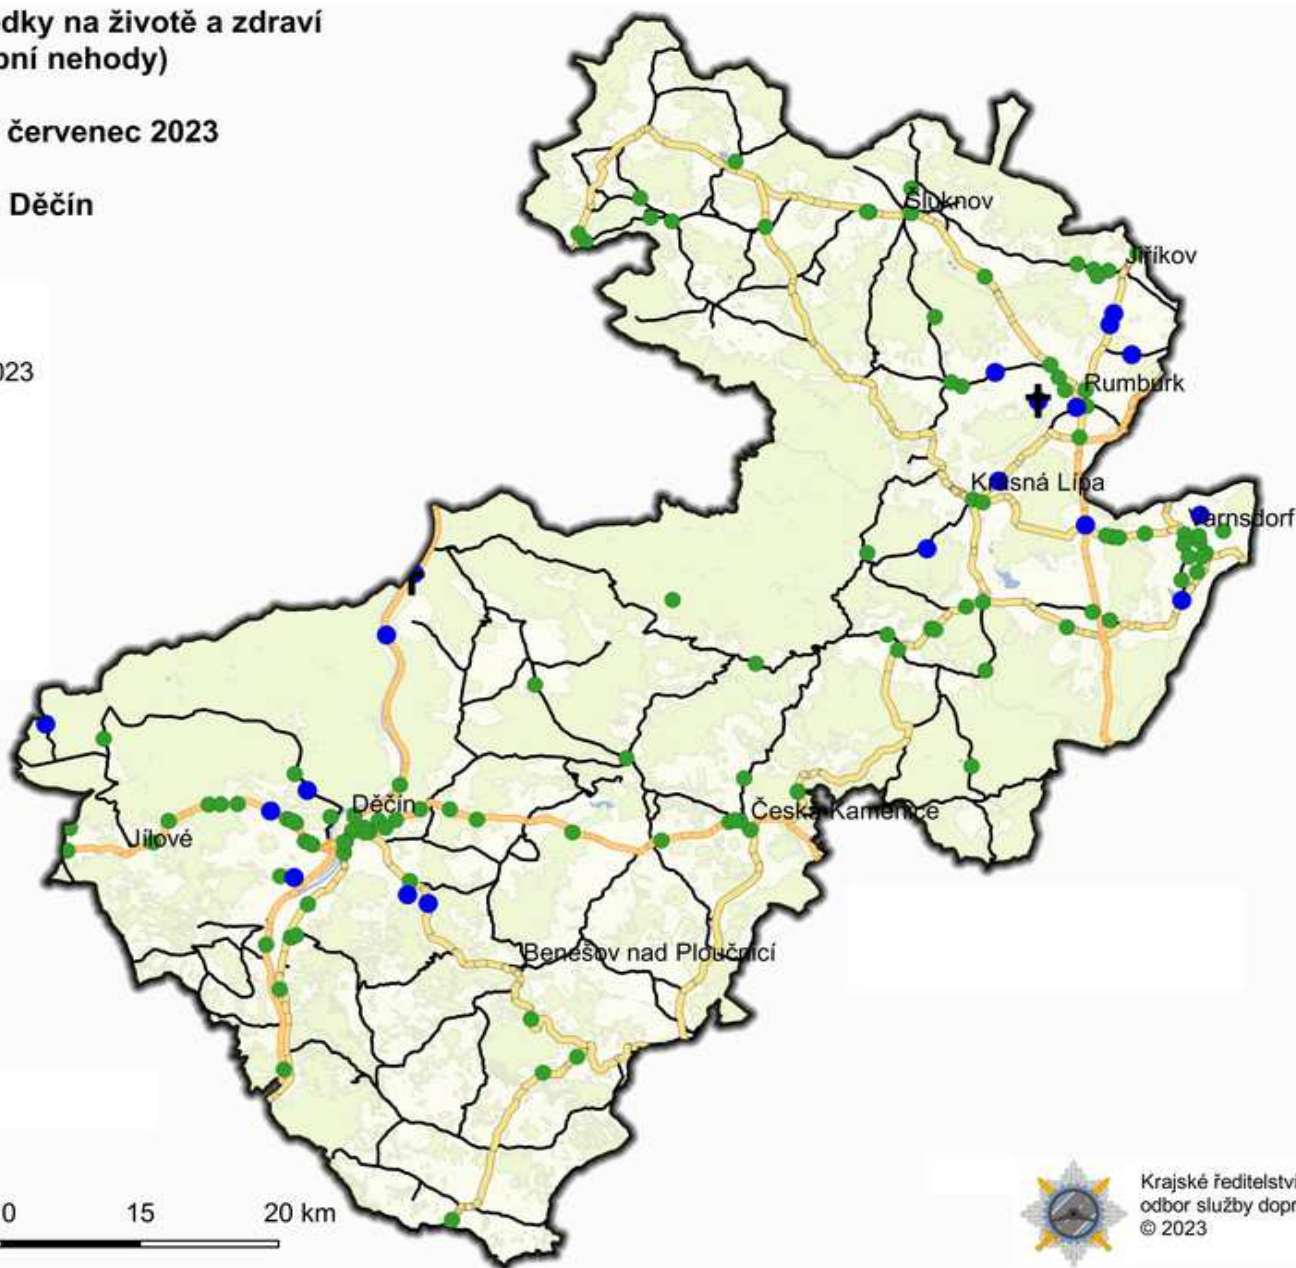 dky na životě a zdraví
bní nehody)
červenec 2023
Děčín
023
Šluknov
Jiříkov
Rumburk
Krásná Lípa
Varnsdorf
Děčín
Česká Kamenice
Jílové
Benešov nad Ploučnicí
0 15 20 km
Krajské ředitelství
odbor služby dopr
© 2023